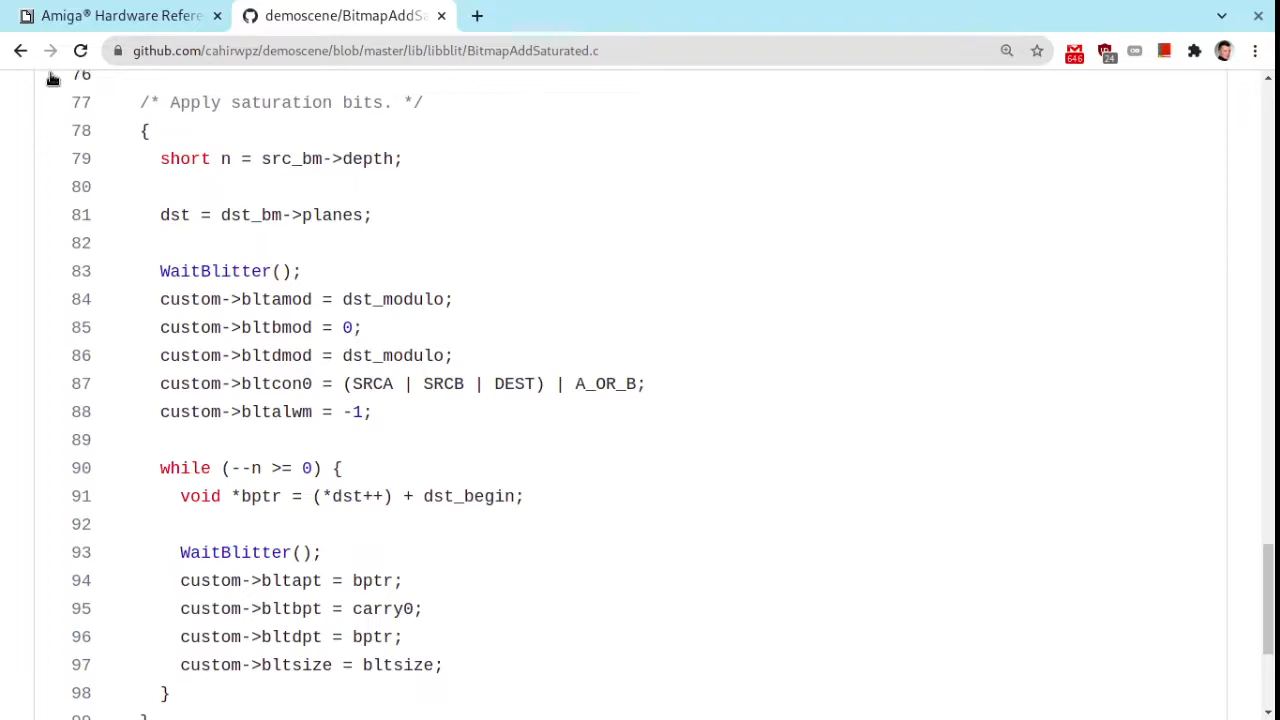 Amiga® Hardware Refere
demoscene/BitmapAddSa
github.com/cahirwpz/demoscene/blob/master/lib/libblit/BitmapAddSaturated.c
646
24
76
77 /* Apply saturation bits. */
78 {
79 short n = src_bm->depth;
80
81 dst = dst_bm->planes;
82
83 WaitBlitter();
84 custom->bltamod = dst_modulo;
85 custom->bltbmod = 0;
86 custom->bltdmod = dst_modulo;
87 custom->bltcon0 = (SRCA | SRCB | DEST) | A_OR_B;
88 custom->bltalwm = -1;
89
90 while (--n >= 0) {
91 void *bptr = (*dst++) + dst_begin;
92
93 WaitBlitter();
94 custom->bltapt = bptr;
95 custom->bltbpt = carry0;
96 custom->bltdpt = bptr;
97 custom->bltsize = bltsize;
98 }
99 }